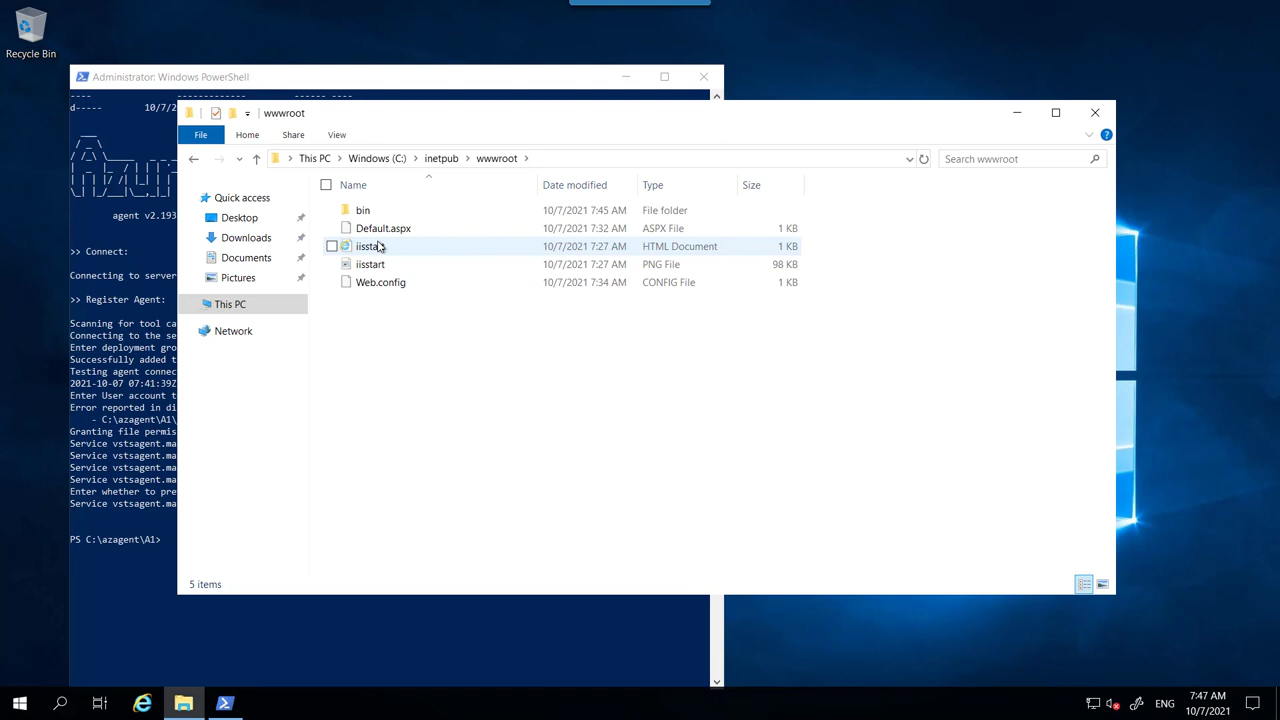 Recycle Bin
Administrator: Windows PowerShell
---- ------------- ------ ----
d----- 10/7/2
agent v2.193
>> Connect:
Connecting to server
>> Register Agent:
Scanning for tool ca
Connecting to the se
Enter deployment gro
Successfully added t
Testing agent connec
2021-10-07 07:41:39Z
Enter User account t
Error reported in di
- C:\azagent\A1\
Granting file permis
Service vstsagent.ma
Service vstsagent.ma
Service vstsagent.ma
Service vstsagent.ma
Enter whether to pre
Service vstsagent.ma
PS C:\azagent\A1>
wwwroot
File Home Share View
This PC > Windows (C:) > inetpub > wwwroot >
Search wwwroot
Quick access
Desktop
Downloads
Documents
Pictures
This PC
Network
Name Date modified Type Size
bin 10/7/2021 7:45 AM File folder
Default.aspx 10/7/2021 7:32 AM ASPX File 1 KB
iisstart 10/7/2021 7:27 AM HTML Document 1 KB
iisstart 10/7/2021 7:27 AM PNG File 98 KB
Web.config 10/7/2021 7:34 AM CONFIG File 1 KB
5 items
ENG
7:47 AM
10/7/2021